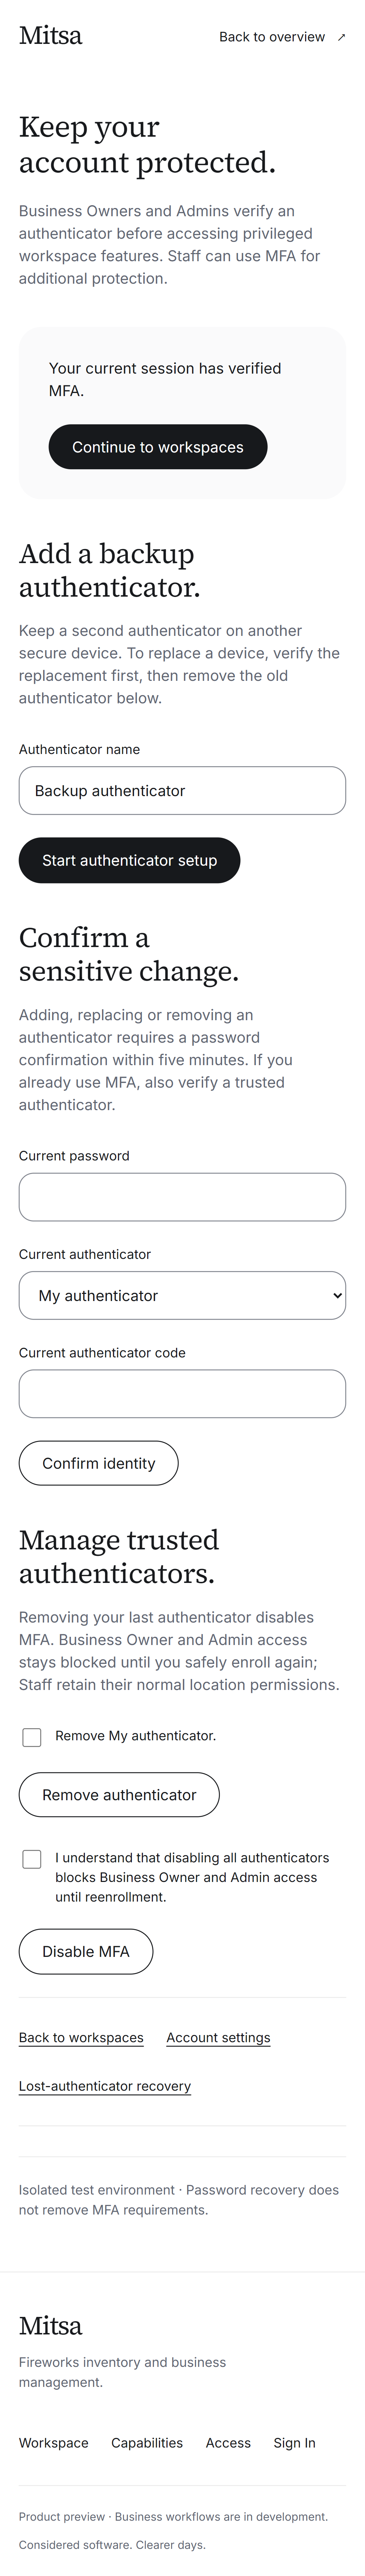 Mitsa
Back to overview ↗
Keep your
account protected.
Business Owners and Admins verify an
authenticator before accessing privileged
workspace features. Staff can use MFA for
additional protection.
Your current session has verified
MFA.
Continue to workspaces
Add a backup
authenticator.
Keep a second authenticator on another
secure device. To replace a device, verify the
replacement first, then remove the old
authenticator below.
Authenticator name
Backup authenticator
Start authenticator setup
Confirm a
sensitive change.
Adding, replacing or removing an
authenticator requires a password
confirmation within five minutes. If you
already use MFA, also verify a trusted
authenticator.
Current password
Current authenticator
My authenticator
Current authenticator code
Confirm identity
Manage trusted
authenticators.
Removing your last authenticator disables
MFA. Business Owner and Admin access
stays blocked until you safely enroll again;
Staff retain their normal location permissions.
Remove My authenticator.
Remove authenticator
I understand that disabling all authenticators
blocks Business Owner and Admin access
until reenrollment.
Disable MFA
Back to workspaces Account settings
Lost-authenticator recovery
Isolated test environment · Password recovery does
not remove MFA requirements.
Mitsa
Fireworks inventory and business
management.
Workspace Capabilities Access Sign In
Product preview · Business workflows are in development.
Considered software. Clearer days.